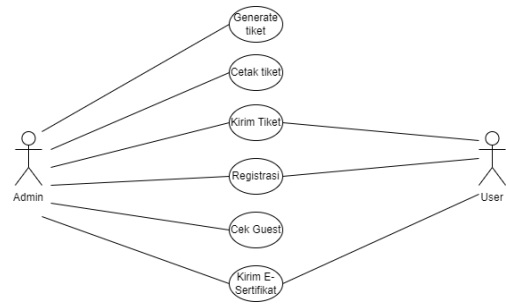 Generate
tiket
Cetak tiket
Kirim Tiket
Registrasi
Admin
User
Cek Guest
Kirim E-
Sertifikat